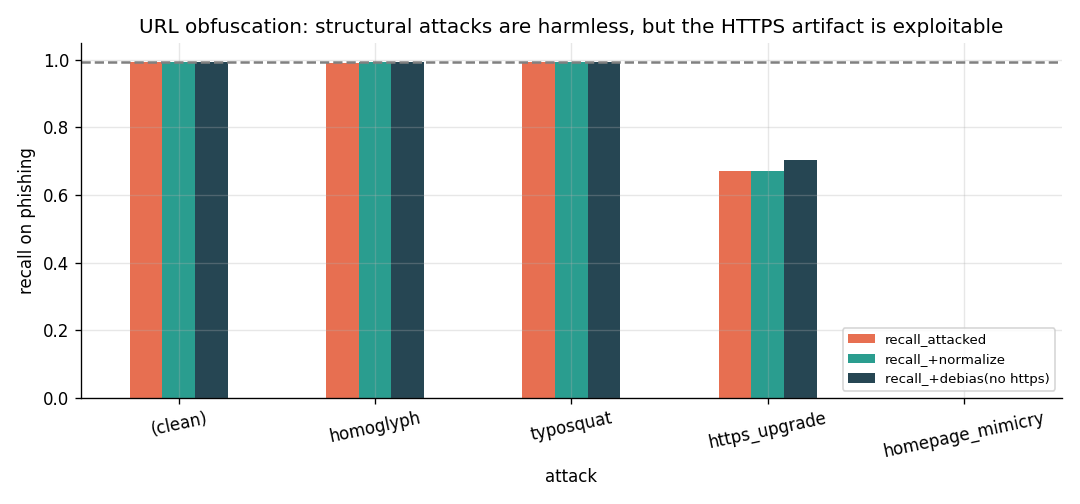 URL obfuscation: structural attacks are harmless, but the HTTPS artifact is exploitable
recall on phishing
1.0
0.8
0.6
0.4
0.2
0.0
(clean)
homoglyph
typosquat
https_upgrade
homepage_mimicry
attack
recall_attacked
recall_+normalize
recall_+debias(no https)